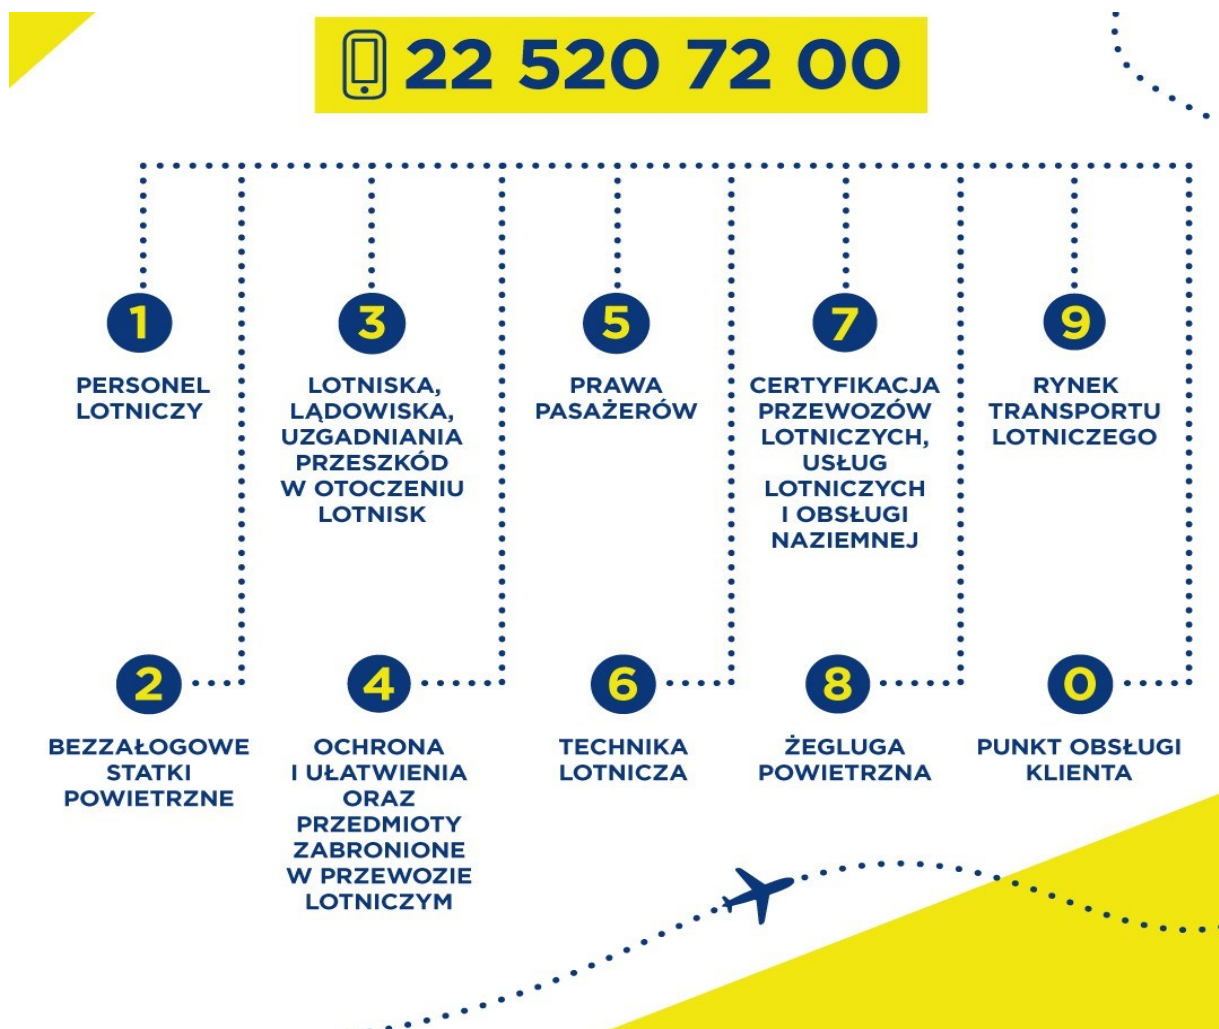 22 520 72 00
1
PERSONEL
LOTNICZY
2
BEZZAŁOGOWE
STATKI
POWIETRZNE
3
LOTNISKA,
LĄDOWISKA,
UZGADNIANIA
PRZESZKÓD
W OTOCZENIU
LOTNISK
4
OCHRONA
I UŁATWIENIA
ORAZ
PRZEDMIOTY
ZABRONIONE
W PRZEWOZIE
LOTNICZYM
5
PRAWA
PASAŻERÓW
6
TECHNIKA
LOTNICZA
7
CERTYFIKACJA
PRZEWOZÓW
LOTNICZYCH,
USŁUG
LOTNICZYCH
I OBSŁUGI
NAZIEMNEJ
8
ŻEGLUGA
POWIETRZNA
9
RYNEK
TRANSPORTU
LOTNICZEGO
0
PUNKT OBSŁUGI
KLIENTA